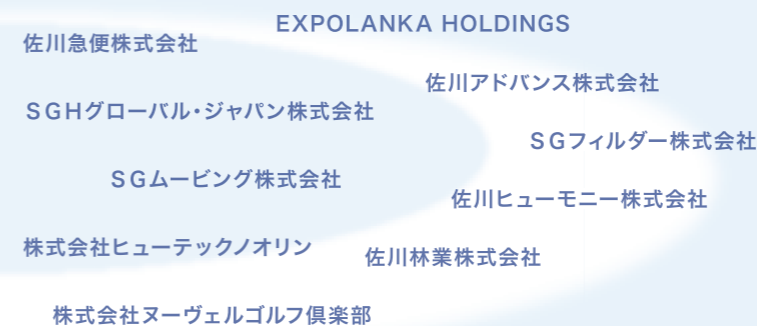 EXPOLANKA HOLDINGS
佐川急便株式会社
佐川アドバンス株式会社
SGHグローバル・ジャパン株式会社
SGフィルダー株式会社
SGムービング株式会社
佐川ヒューモニー株式会社
株式会社ヒューテックノオリン
佐川林業株式会社
株式会社ヌーヴェルゴルフ倶楽部